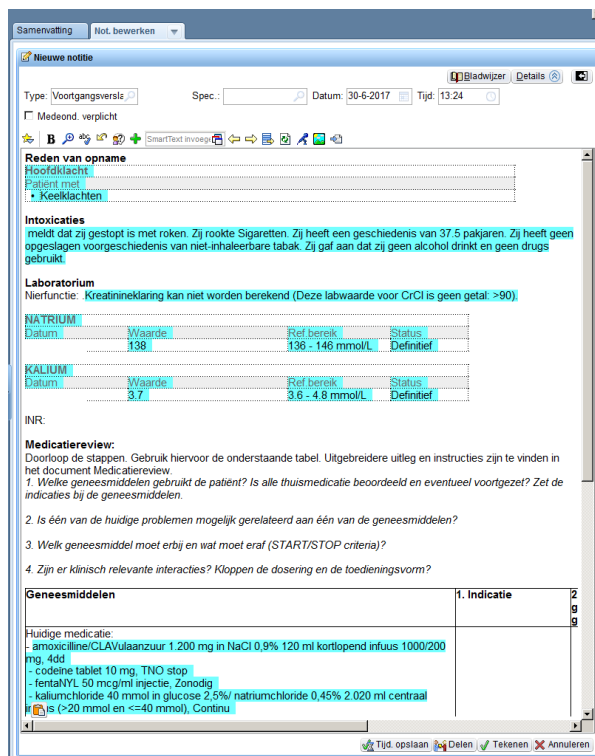 Samenvatting Not. bewerken
Nieuwe notitie
Bladwijzer Details
Type: Voortgangsversla Spec.: Datum: 30-6-2017 Tijd: 13:24
Medeond. verplicht
B abc SmartText invoege
Reden van opname
Hoofdklacht
Patiënt met
• Keelklachten
Intoxicaties
meldt dat zij gestopt is met roken. Zij rookte Sigaretten. Zij heeft een geschiedenis van 37.5 pakjaren. Zij heeft geen
opgeslagen voorgeschiedenis van niet-inhaleerbare tabak. Zij gaf aan dat zij geen alcohol drinkt en geen drugs
gebruikt.
Laboratorium
Nierfunctie: .Kreatinineklaring kan niet worden berekend (Deze labwaarde voor CrCl is geen getal: >90).
NATRIUM
Datum Waarde Ref.bereik Status
138 136 - 146 mmol/L Definitief
KALIUM
Datum Waarde Ref.bereik Status
3.7 3.6 - 4.8 mmol/L Definitief
INR:
Medicatiereview:
Doorloop de stappen. Gebruik hiervoor de onderstaande tabel. Uitgebreidere uitleg en instructies zijn te vinden in
het document Medicatiereview.
1. Welke geneesmiddelen gebruikt de patiënt? Is alle thuismedicatie beoordeeld en eventueel voortgezet? Zet de
indicaties bij de geneesmiddelen.
2. Is één van de huidige problemen mogelijk gerelateerd aan één van de geneesmiddelen?
3. Welk geneesmiddel moet erbij en wat moet eraf (START/STOP criteria)?
4. Zijn er klinisch relevante interacties? Kloppen de dosering en de toedieningsvorm?
Geneesmiddelen 1. Indicatie 2
g
g
Huidige medicatie:
- amoxicilline/CLAVulaanzuur 1.200 mg in NaCl 0,9% 120 ml kortlopend infuus 1000/200
mg, 4dd
- codeïne tablet 10 mg, TNO stop
- fentaNYL 50 mcg/ml injectie, Zonodig
- kaliumchloride 40 mmol in glucose 2,5%/ natriumchloride 0,45% 2.020 ml centraal
(>20 mmol en <=40 mmol), Continu
Tijd. opslaan Delen Tekenen Annuleren